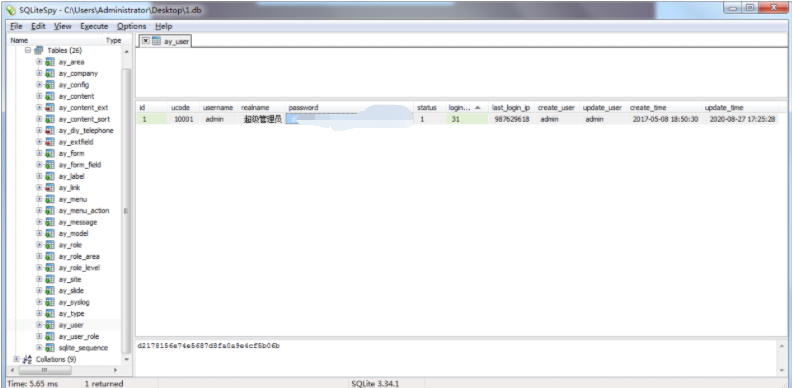 SQLiteSpy - C:\Users\Administrator\Desktop\1.db
File Edit View Execute Options Help
Name Type
ay_user
Tables (26)
ay_area
ay_company
ay_config
ay_content
ay_content_ext
ay_content_sort
ay_diy_telephone
ay_extfield
ay_form
ay_form_field
ay_label
ay_link
ay_menu
ay_menu_action
ay_message
ay_model
ay_role
ay_role_area
ay_role_level
ay_site
ay_slide
ay_syslog
ay_type
ay_user
ay_user_role
sqlite_sequence
Collations (9)
id ucode username realname password status login... last_login_ip create_user update_user create_time update_time
1 10001 admin 超级管理员 1 31 987629618 admin admin 2017-05-08 18:50:30 2020-08-27 17:25:28
d2178156e74e5687d8fa0a9e4cf5b06b
Time: 5.65 ms 1 returned SQLite 3.34.1